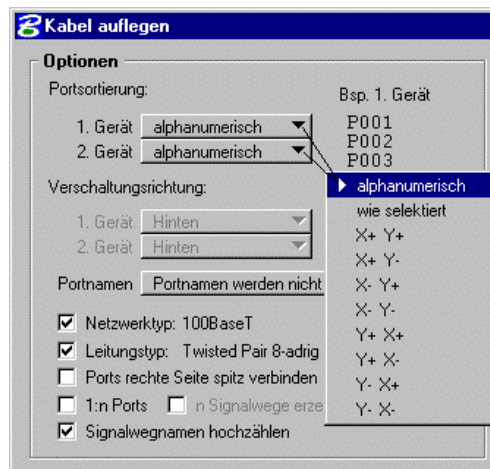 Kabel auflegen
Optionen
Portsortierung:
Bsp. 1. Gerät
1. Gerät alphanumerisch
P001
2. Gerät alphanumerisch
P002
P003
Verschaltungsrichtung:
alphanumerisch
wie selektiert
1. Gerät Hinten
X+ Y+
2. Gerät Hinten
X+ Y-
Portnamen Portnamen werden nicht
X- Y+
X- Y-
Netzwerktyp: 100BaseT
Y+ X+
Leitungstyp: Twisted Pair 8-adrig
Y+ X-
Ports rechte Seite spitz verbinden
Y- X+
1:n Ports n Signalwege erze
Y- X-
Signalwegnamen hochzählen